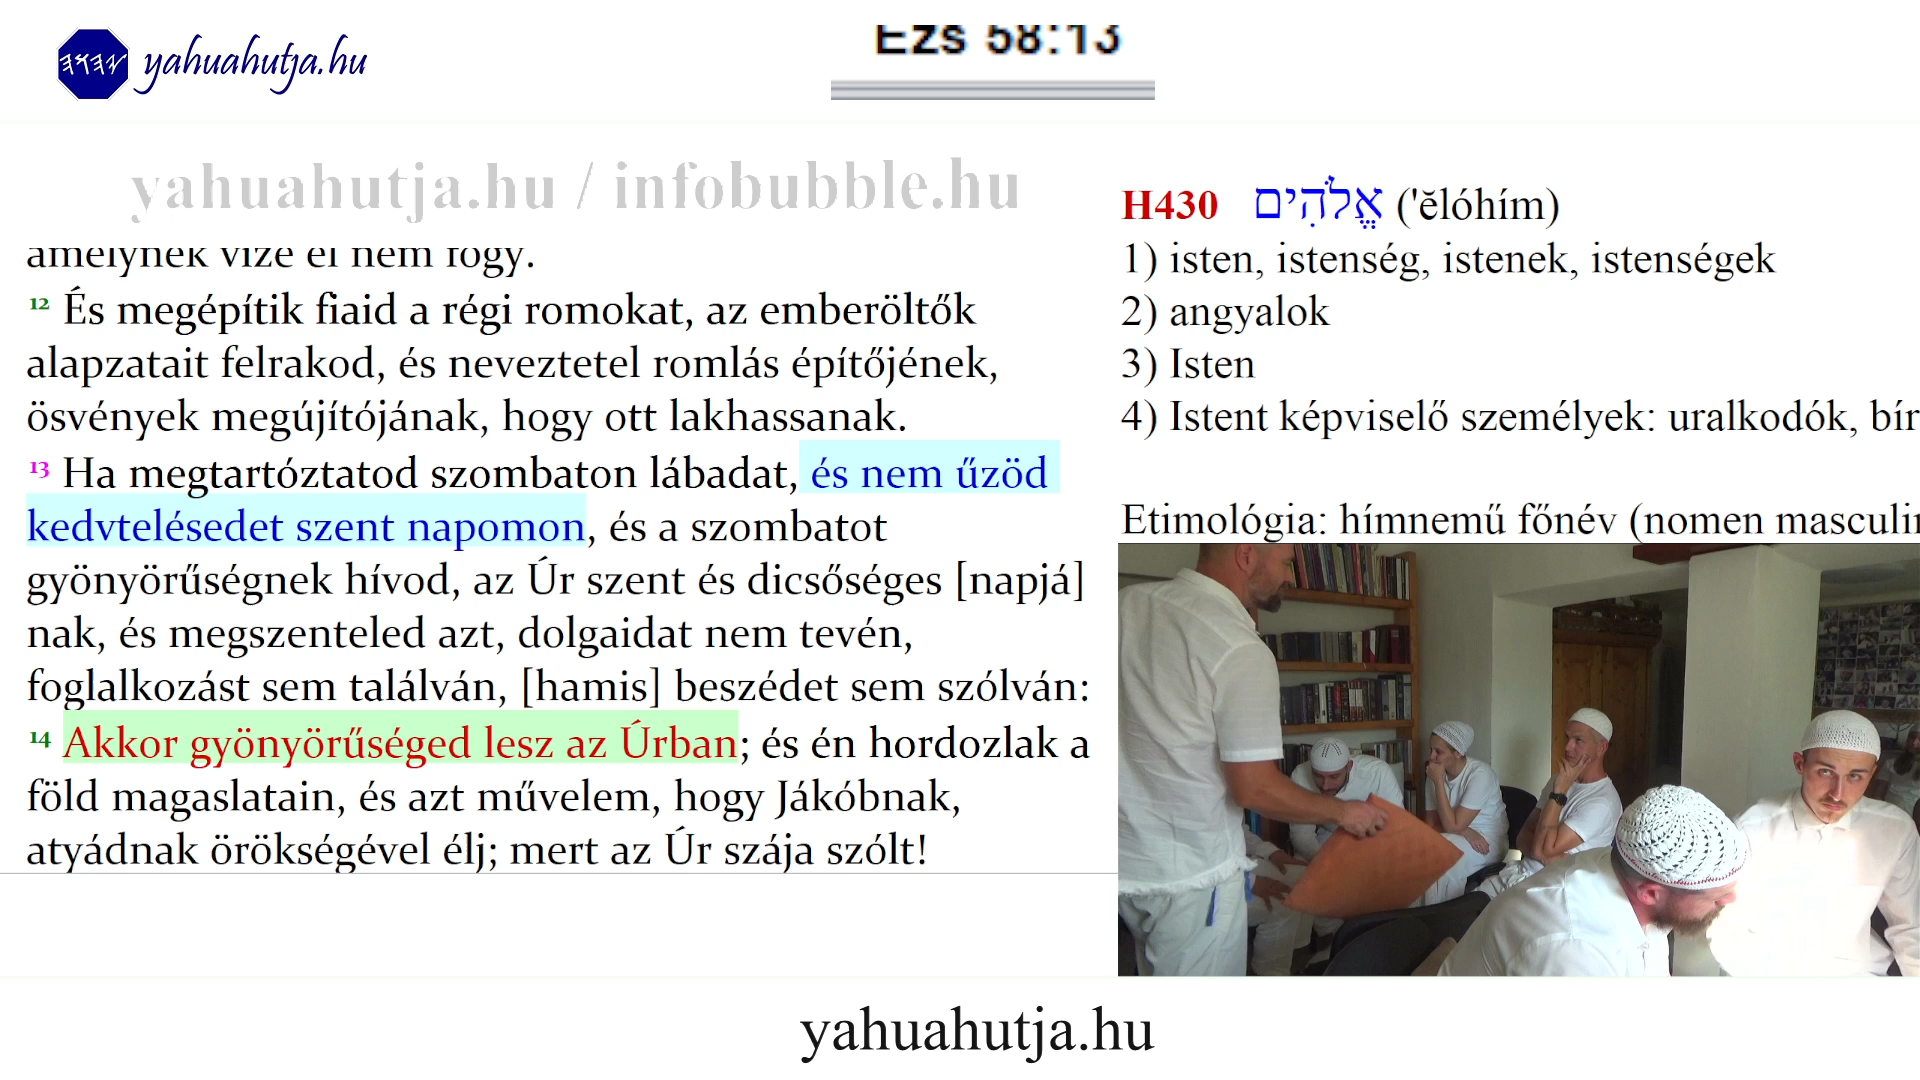 yahuahutja.hu
Ezs 58:13
yahuahutja.hu / infobubble.hu
amelynek vize el nem fogy.
12 És megépítik fiaid a régi romokat, az emberöltők
alapzatait felrakod, és neveztetel romlás építőjének,
ösvények megújítójának, hogy ott lakhassanak.
13 Ha megtartóztatod szombaton lábadat, és nem űzöd
kedvtelésedet szent napomon, és a szombatot
gyönyörűségnek hívod, az Úr szent és dicsőséges [napjá]
nak, és megszenteled azt, dolgaidat nem tevén,
foglalkozást sem találván, [hamis] beszédet sem szólván:
14 Akkor gyönyörűséged lesz az Úrban; és én hordozlak a
föld magaslatain, és azt művelem, hogy Jákóbnak,
atyádnak örökségével élj; mert az Úr szája szólt!
H430 אֱלֹהִים ('ĕlóhím)
1) isten, istenség, istenek, istenségek
2) angyalok
3) Isten
4) Istent képviselő személyek: uralkodók, bír
Etimológia: hímnemű főnév (nomen masculin
yahuahutja.hu